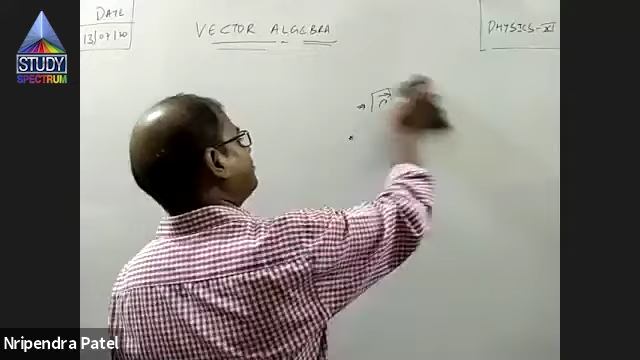 DATE
13/07/20
VECTOR ALGEBRA
PHYSICS-XI
STUDY
SPECTRUM
Nripendra Patel